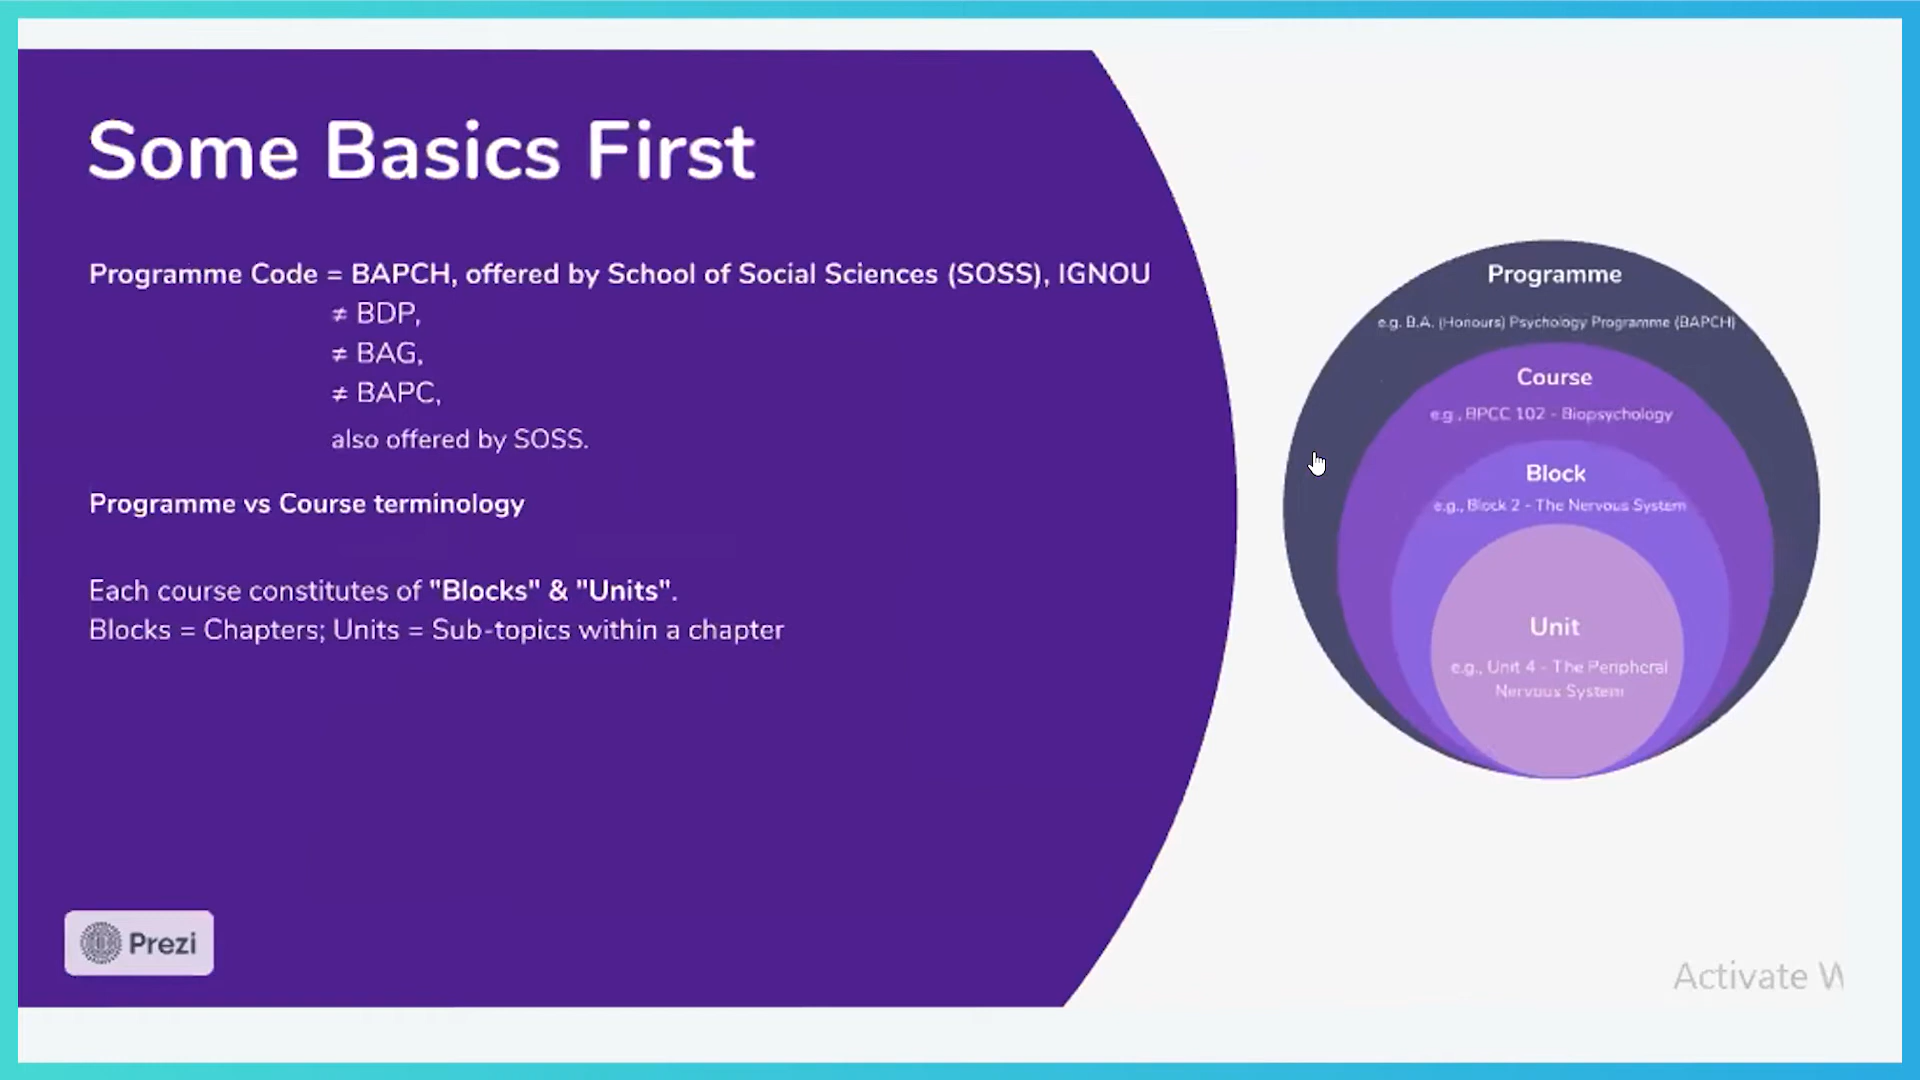 Some Basics First
Programme Code = BAPCH, offered by School of Social Sciences (SOSS), IGNOU
≠ BDP,
≠ BAG,
≠ BAPC,
also offered by SOSS.
Programme vs Course terminology
Each course constitutes of "Blocks" & "Units".
Blocks = Chapters; Units = Sub-topics within a chapter
Programme
e.g. B.A. (Honours) Psychology Programme (BAPCH)
Course
e.g., BPCC 102 - Biopsychology
Block
e.g., Block 2 - The Nervous System
Unit
e.g., Unit 4 - The Peripheral
Nervous System
Prezi
Activate W